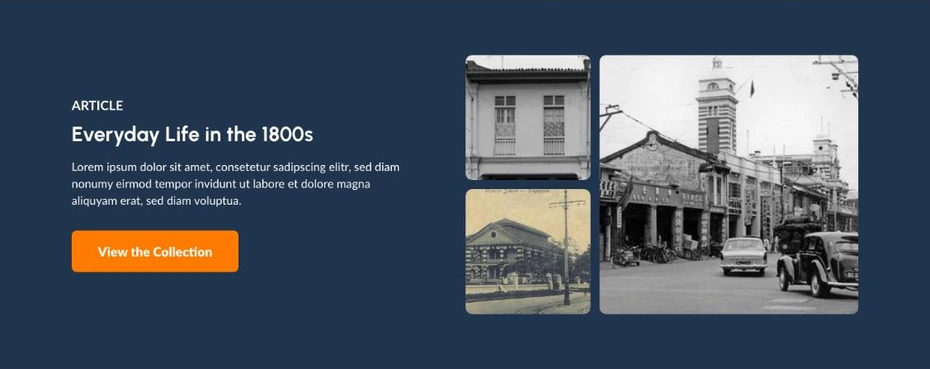 ARTICLE
Everyday Life in the 1800s
Lorem ipsum dolor sit amet, consetetur sadipscing elitr, sed diam
nonumy eirmod tempor invidunt ut labore et dolore magna
aliquyam erat, sed diam voluptua.
View the Collection